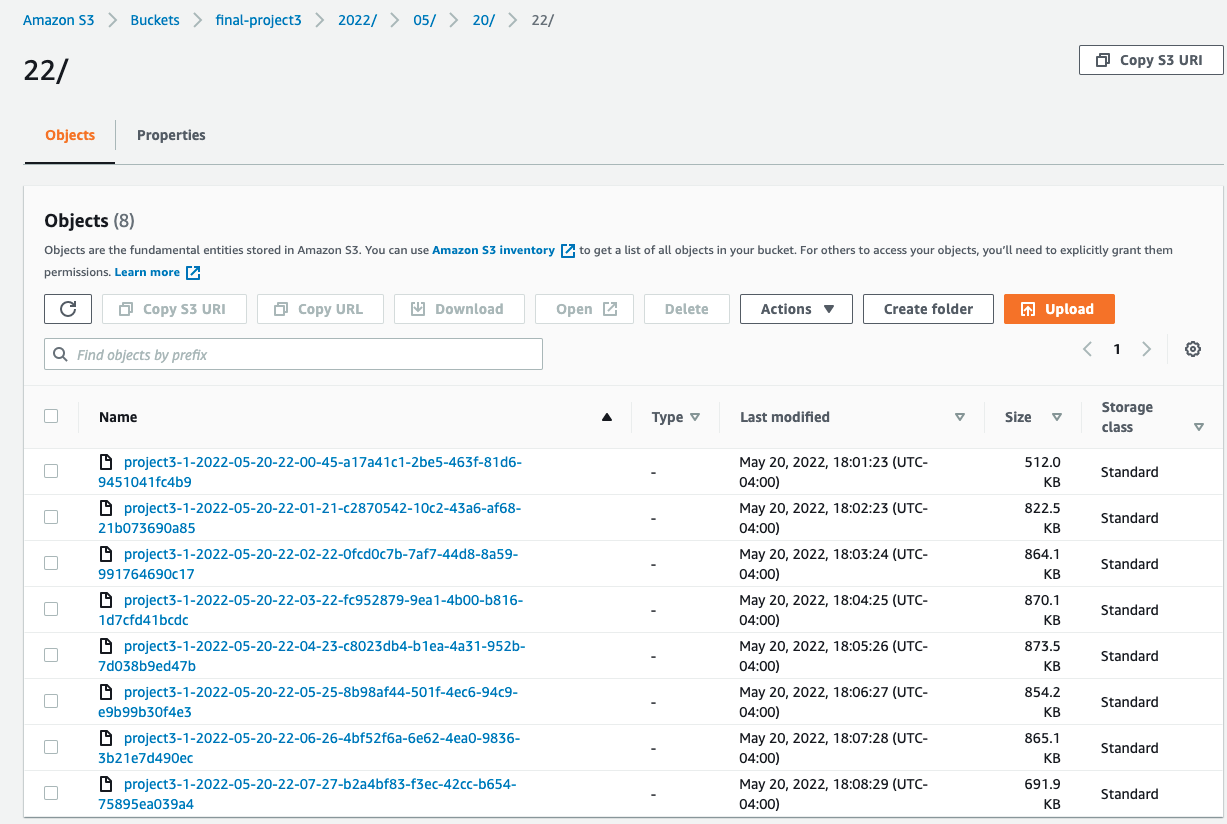 Amazon S3 > Buckets > final-project3 > 2022/ > 05/ > 20/ > 22/
22/
Copy S3 URI
Objects
Properties
Objects (8)
Objects are the fundamental entities stored in Amazon S3. You can use Amazon S3 inventory to get a list of all objects in your bucket. For others to access your objects, you'll need to explicitly grant them
permissions. Learn more
Copy S3 URI
Copy URL
Download
Open
Delete
Actions
Create folder
Upload
Find objects by prefix
1
Name
Type
Last modified
Size
Storage
class
project3-1-2022-05-20-22-00-45-a17a41c1-2be5-463f-81d6-
9451041fc4b9
-
May 20, 2022, 18:01:23 (UTC-
04:00)
512.0
KB
Standard
project3-1-2022-05-20-22-01-21-c2870542-10c2-43a6-af68-
21b073690a85
-
May 20, 2022, 18:02:23 (UTC-
04:00)
822.5
KB
Standard
project3-1-2022-05-20-22-02-22-0fcd0c7b-7af7-44d8-8a59-
991764690c17
-
May 20, 2022, 18:03:24 (UTC-
04:00)
864.1
KB
Standard
project3-1-2022-05-20-22-03-22-fc952879-9ea1-4b00-b816-
1d7cfd41bcdc
-
May 20, 2022, 18:04:25 (UTC-
04:00)
870.1
KB
Standard
project3-1-2022-05-20-22-04-23-c8023db4-b1ea-4a31-952b-
7d038b9ed47b
-
May 20, 2022, 18:05:26 (UTC-
04:00)
873.5
KB
Standard
project3-1-2022-05-20-22-05-25-8b98af44-501f-4ec6-94c9-
e9b99b30f4e3
-
May 20, 2022, 18:06:27 (UTC-
04:00)
854.2
KB
Standard
project3-1-2022-05-20-22-06-26-4bf52f6a-6e62-4ea0-9836-
3b21e7d490ec
-
May 20, 2022, 18:07:28 (UTC-
04:00)
865.1
KB
Standard
project3-1-2022-05-20-22-07-27-b2a4bf83-f3ec-42cc-b654-
75895ea039a4
-
May 20, 2022, 18:08:29 (UTC-
04:00)
691.9
KB
Standard